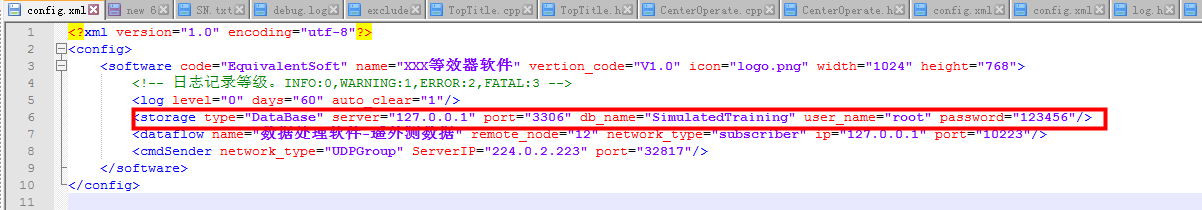 config.xml new 6 SN.txt debug.log exclude TopTitle.cpp TopTitle.h CenterOperate.cpp CenterOperate.h config.xml config.xml log.h
1 <?xml version="1.0" encoding="utf-8"?>
2 <config>
3 <software code="EquivalentSoft" name="XXX等效器软件" vertion_code="V1.0" icon="logo.png" width="1024" height="768">
4 <!-- 日志记录等级。INFO:0,WARNING:1,ERROR:2,FATAL:3 -->
5 <log level="0" days="60" auto_clear="1"/>
6 <storage type="DataBase" server="127.0.0.1" port="3306" db_name="SimulatedTraining" user_name="root" password="123456"/>
7 <dataflow name="数据处理软件-遥外测数据" remote_node="12" network_type="subscriber" ip="127.0.0.1" port="10223"/>
8 <cmdSender network_type="UDPGroup" ServerIP="224.0.2.223" port="32817"/>
9 </software>
10 </config>
11